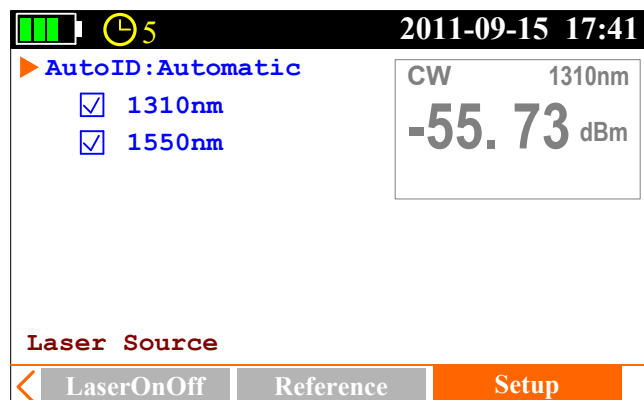 5 2011-09-15 17:41
AutoID:Automatic
1310nm
1550nm
CW 1310nm
-55. 73 dBm
Laser Source
LaserOnOff Reference Setup